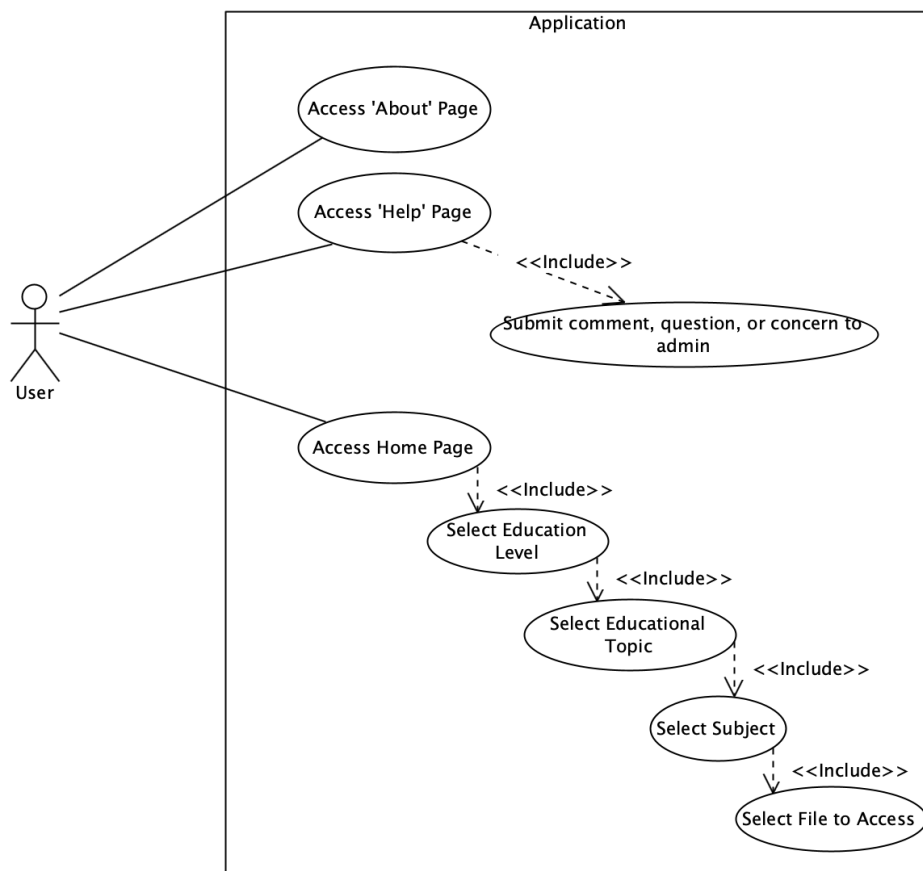 Application
Access 'About' Page
Access 'Help' Page
<<Include>>
Submit comment, question, or concern to
admin
User
Access Home Page
<<Include>>
Select Education
Level
<<Include>>
Select Educational
Topic
<<Include>>
Select Subject
<<Include>>
Select File to Access